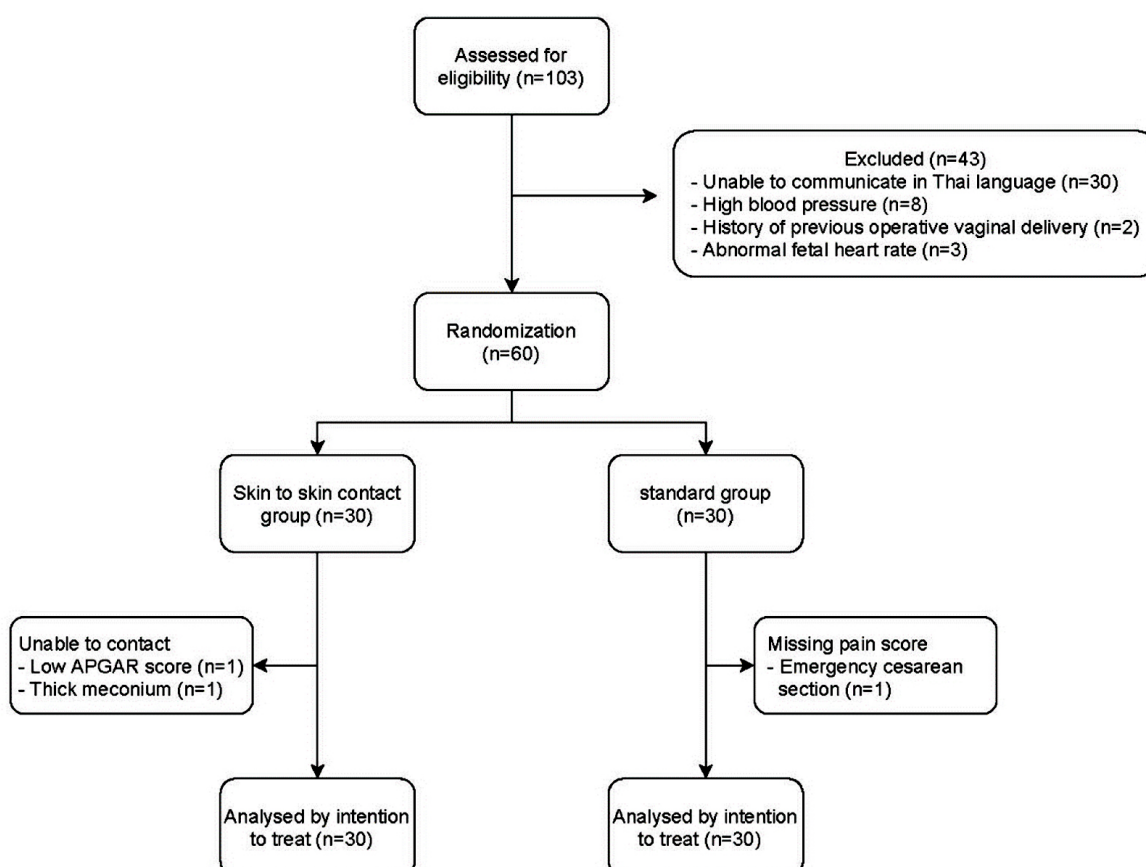 Assessed for
eligibility (n=103)
Excluded (n=43)
- Unable to communicate in Thai language (n=30)
- High blood pressure (n=8)
- History of previous operative vaginal delivery (n=2)
- Abnormal fetal heart rate (n=3)
Randomization
(n=60)
Skin to skin contact
group (n=30)
standard group
(n=30)
Unable to contact
- Low APGAR score (n=1)
- Thick meconium (n=1)
Missing pain score
- Emergency cesarean
section (n=1)
Analysed by intention
to treat (n=30)
Analysed by intention
to treat (n=30)